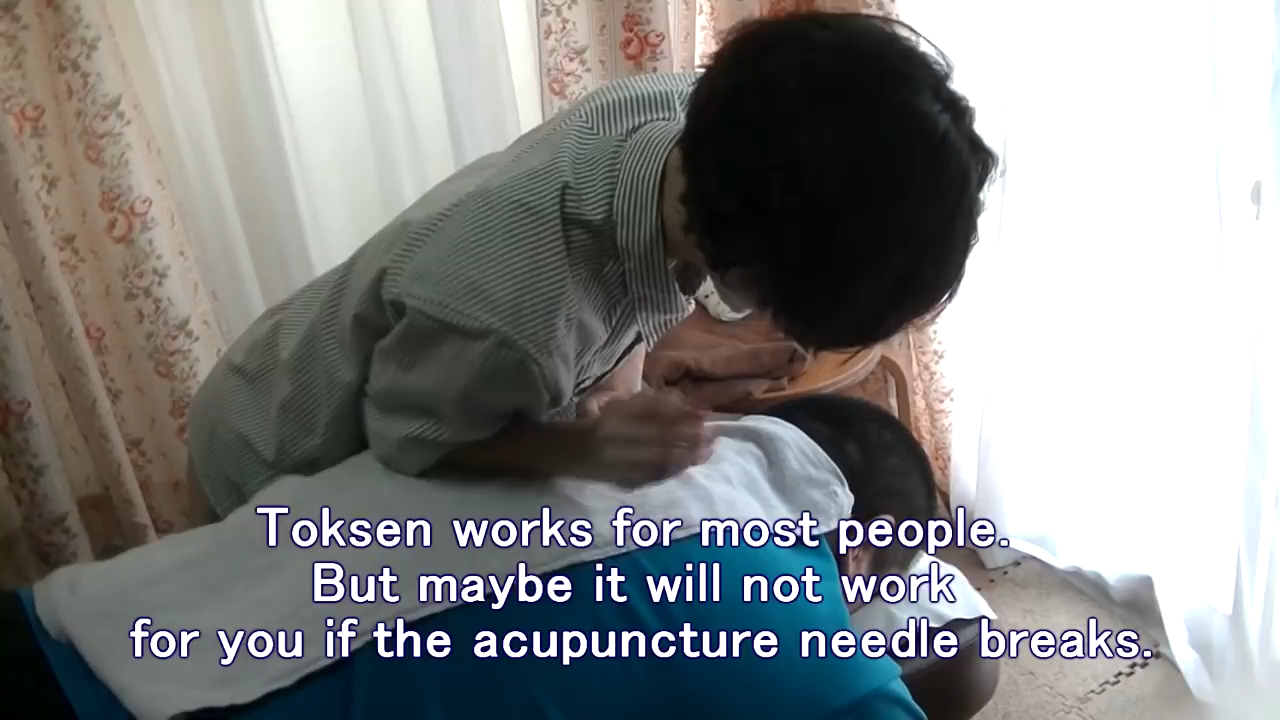 Toksen works for most people.
But maybe it will not work
for you if the acupuncture needle breaks.